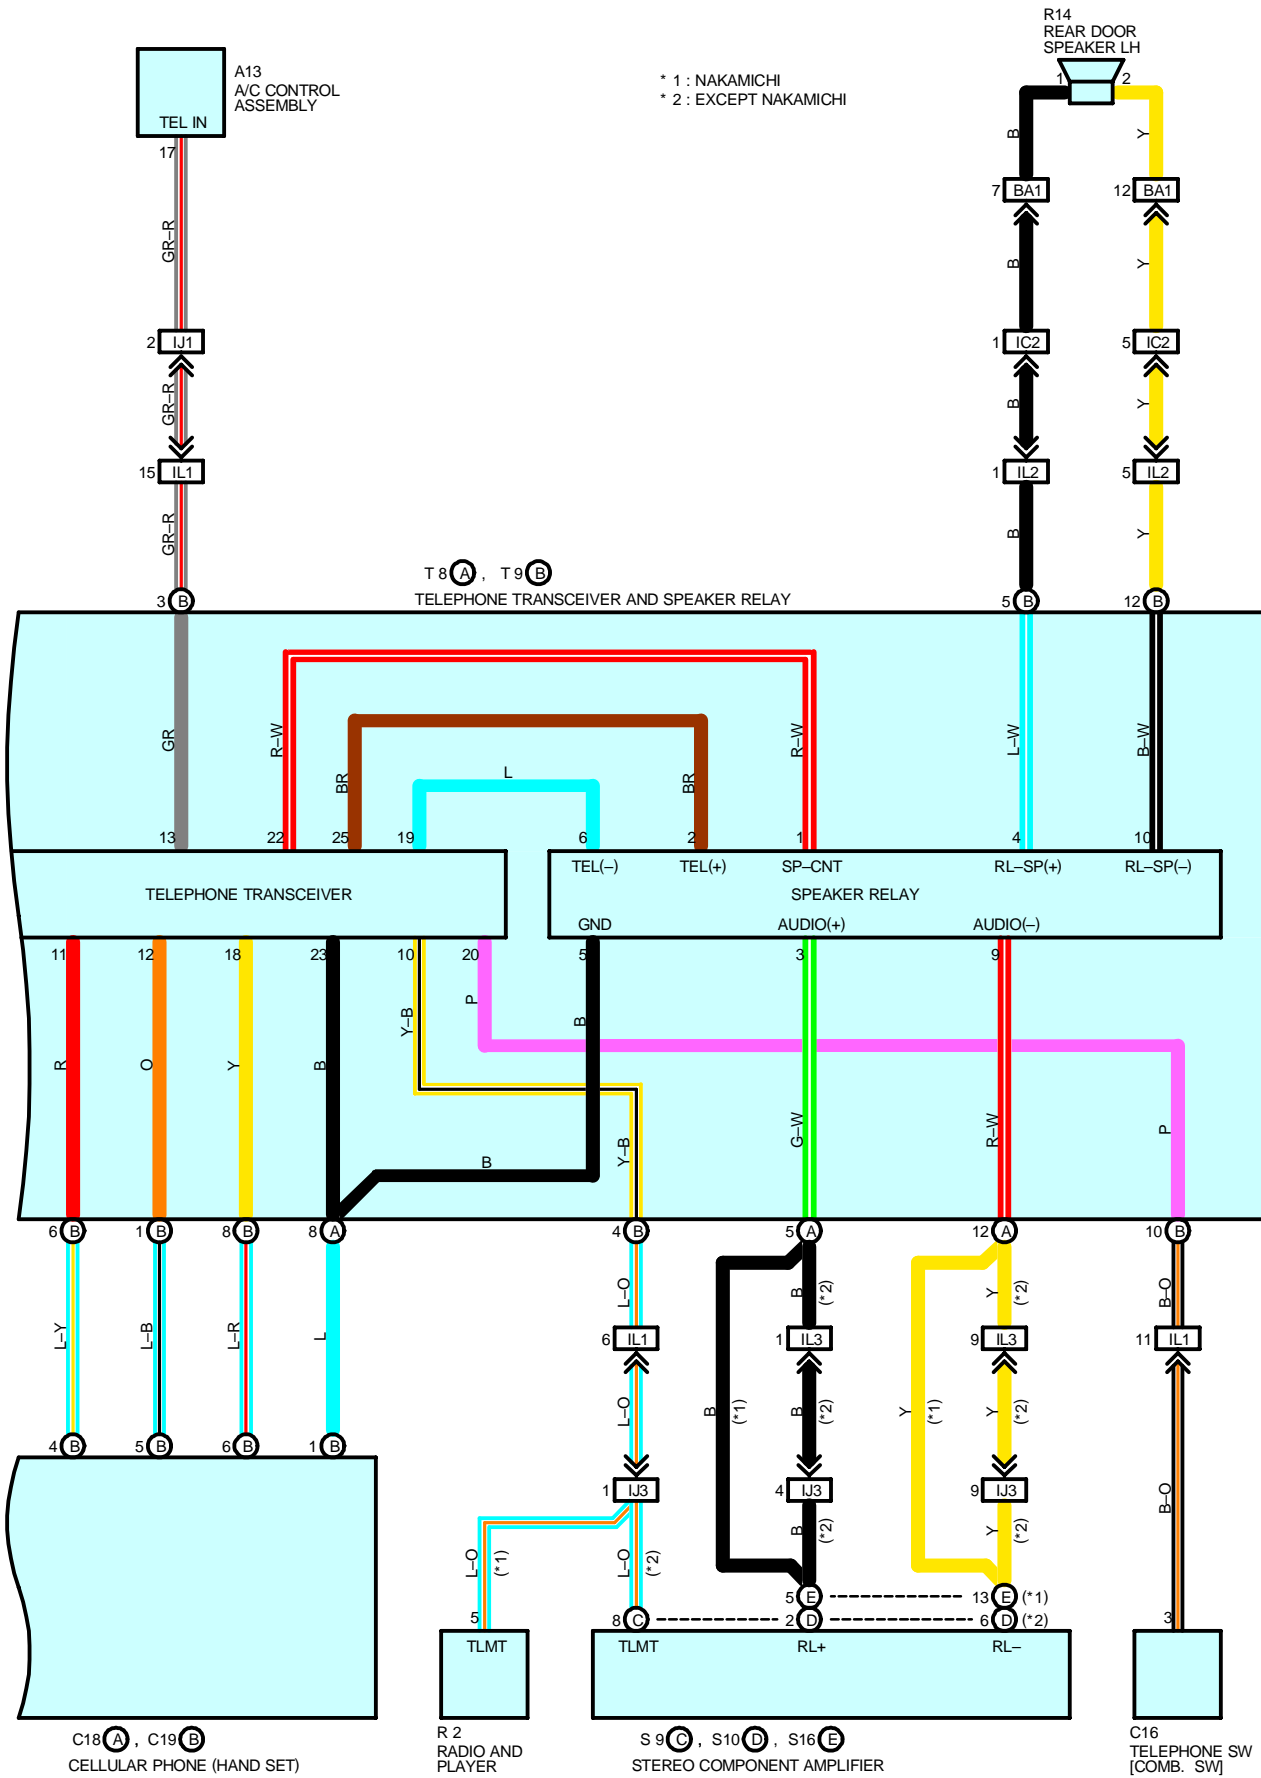 R14
REAR DOOR
SPEAKER LH
A13
A/C CONTROL
ASSEMBLY
* 1 : NAKAMICHI
* 2 : EXCEPT NAKAMICHI
1 2
TEL IN
17
B Y
7 BA1 12 BA1
GR–R
B Y
2 IJ1 1 IC2 5 IC2
GR–R B Y
15 IL1 1 IL2 5 IL2
GR–R B Y
T 8 A , T 9 B
TELEPHONE TRANSCEIVER AND SPEAKER RELAY
3 B 5 B 12 B
GR R–W R–W L–W B–W
BR L BR
13 22 25 19 6 2 1 4 10
TEL(–) TEL(+) SP–CNT RL–SP(+) RL–SP(–)
TELEPHONE TRANSCEIVER SPEAKER RELAY
GND AUDIO(+) AUDIO(–)
11 12 18 23 10 20 5 3 9
P
Y–B B
R O Y B
G–W R–W P
Y–B
B
6 B 1 B 8 B 8 A 4 B 5 A 12 A 10 B
L–O B (*2) Y (*2) B–O
L–Y L–B L–R L
6 IL1 1 IL3 9 IL3 11 IL1
L–O B (*1) B (*2) Y (*1) Y (*2)
4 B 5 B 6 B 1 B
1 IJ3 4 IJ3 9 IJ3
B–O
B (*2) Y (*2)
L–O (*1) L–O (*2)
5 E 13 E (*1)
5 8 C 2 D 6 D (*2) 3
TLMT TLMT RL+ RL–
C18 A , C19 B
CELLULAR PHONE (HAND SET)
R 2
RADIO AND
PLAYER
S 9 C , S10 D , S16 E
STEREO COMPONENT AMPLIFIER
C16
TELEPHONE SW
[COMB. SW]